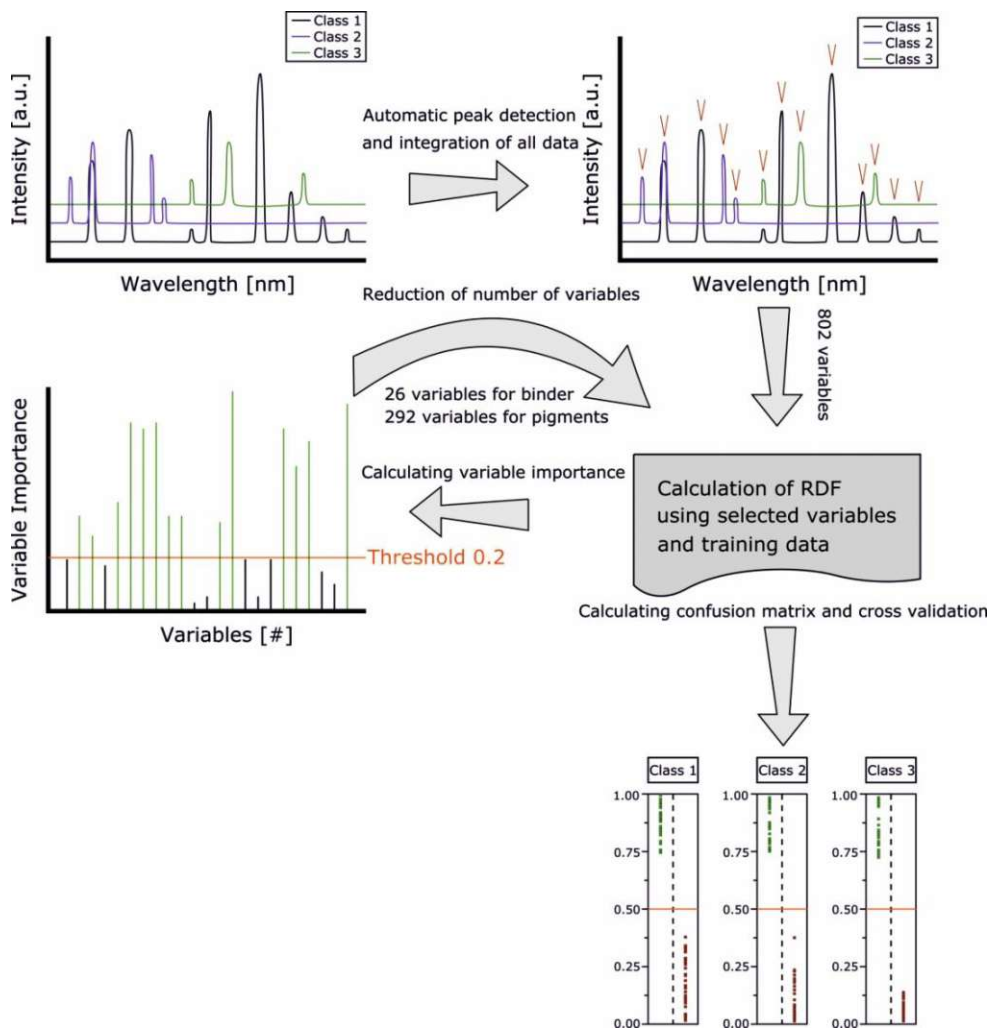 Class 1
Class 2
Class 3
Intensity [a.u.]
Wavelength [nm]
Automatic peak detection
and integration of all data
Class 1
Class 2
Class 3
Intensity [a.u.]
Wavelength [nm]
Reduction of number of variables
26 variables for binder
292 variables for pigments
802 variables
Calculating variable importance
Variable Importance
Threshold 0.2
Variables [#]
Calculation of RDF
using selected variables
and training data
Calculating confusion matrix and cross validation
Class 1
1.00
0.75
0.50
0.25
0.00
Class 2
1.00
0.75
0.50
0.25
0.00
Class 3
1.00
0.75
0.50
0.25
0.00